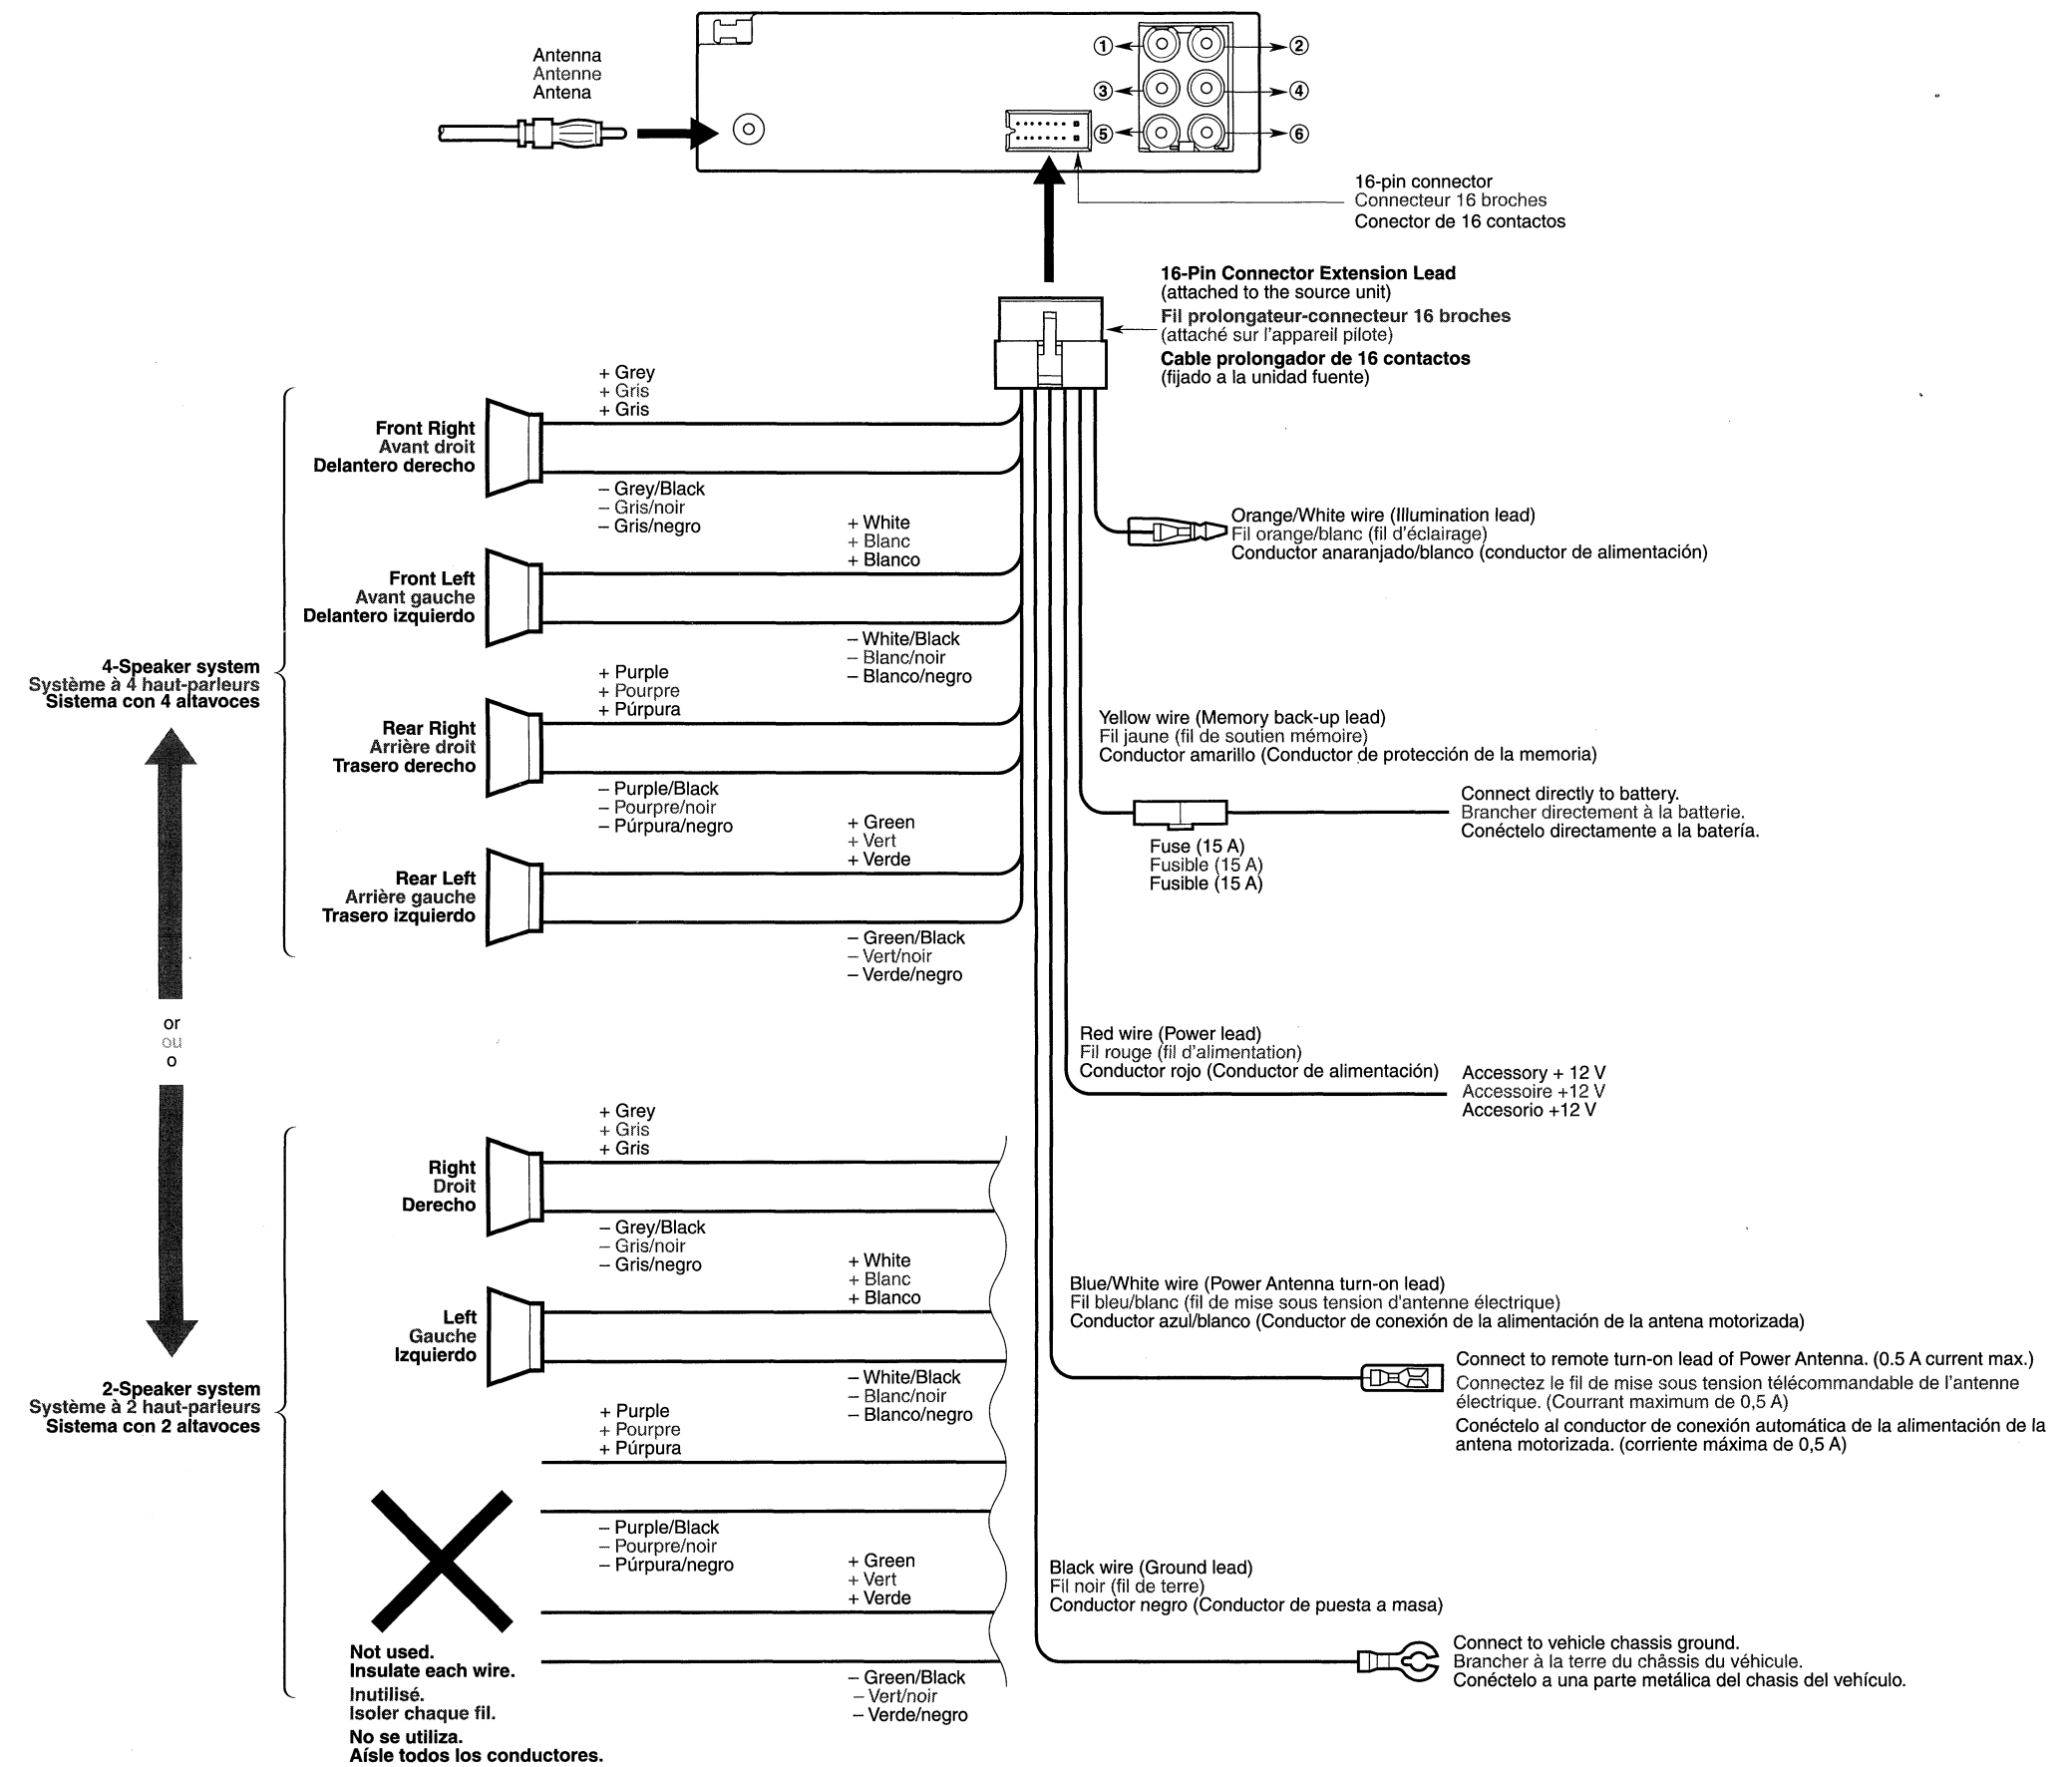 Antenna
Antenne
Antena
①
②
③
④
⑤
⑥
16-pin connector
Connecteur 16 broches
Conector de 16 contactos
16-Pin Connector Extension Lead
(attached to the source unit)
Fil prolongateur-connecteur 16 broches
(attaché sur l'appareil pilote)
Cable prolongador de 16 contactos
(fijado a la unidad fuente)
+ Grey
+ Gris
+ Gris
Front Right
Avant droit
Delantero derecho
– Grey/Black
– Gris/noir
– Gris/negro
+ White
+ Blanc
+ Blanco
Orange/White wire (Illumination lead)
Fil orange/blanc (fil d'éclairage)
Conductor anaranjado/blanco (conductor de alimentación)
Front Left
Avant gauche
Delantero izquierdo
– White/Black
– Blanc/noir
– Blanco/negro
4-Speaker system
Système à 4 haut-parleurs
Sistema con 4 altavoces
+ Purple
+ Pourpre
+ Púrpura
Rear Right
Arrière droit
Trasero derecho
– Purple/Black
– Pourpre/noir
– Púrpura/negro
Yellow wire (Memory back-up lead)
Fil jaune (fil de soutien mémoire)
Conductor amarillo (Conductor de protección de la memoria)
Connect directly to battery.
Brancher directement à la batterie.
Conéctelo directamente a la batería.
Fuse (15 A)
Fusible (15 A)
Fusible (15 A)
+ Green
+ Vert
+ Verde
Rear Left
Arrière gauche
Trasero izquierdo
– Green/Black
– Vert/noir
– Verde/negro
or
ou
o
Red wire (Power lead)
Fil rouge (fil d'alimentation)
Conductor rojo (Conductor de alimentación)
Accessory + 12 V
Accessoire +12 V
Accesorio +12 V
+ Grey
+ Gris
+ Gris
Right
Droit
Derecho
– Grey/Black
– Gris/noir
– Gris/negro
+ White
+ Blanc
+ Blanco
Left
Gauche
Izquierdo
– White/Black
– Blanc/noir
– Blanco/negro
Blue/White wire (Power Antenna turn-on lead)
Fil bleu/blanc (fil de mise sous tension d'antenne électrique)
Conductor azul/blanco (Conductor de conexión de la alimentación de la antena motorizada)
Connect to remote turn-on lead of Power Antenna. (0.5 A current max.)
Connectez le fil de mise sous tension télécommandable de l'antenne
électrique. (Courrant maximum de 0,5 A)
Conéctelo al conductor de conexión automática de la alimentación de la
antena motorizada. (corriente máxima de 0,5 A)
2-Speaker system
Système à 2 haut-parleurs
Sistema con 2 altavoces
+ Purple
+ Pourpre
+ Púrpura
– Purple/Black
– Pourpre/noir
– Púrpura/negro
+ Green
+ Vert
+ Verde
Black wire (Ground lead)
Fil noir (fil de terre)
Conductor negro (Conductor de puesta a masa)
Connect to vehicle chassis ground.
Brancher à la terre du châssis du véhicule.
Conéctelo a una parte metálica del chasis del vehículo.
Not used.
Insulate each wire.
Inutilisé.
Isoler chaque fil.
No se utiliza.
Aísle todos los conductores.
– Green/Black
– Vert/noir
– Verde/negro